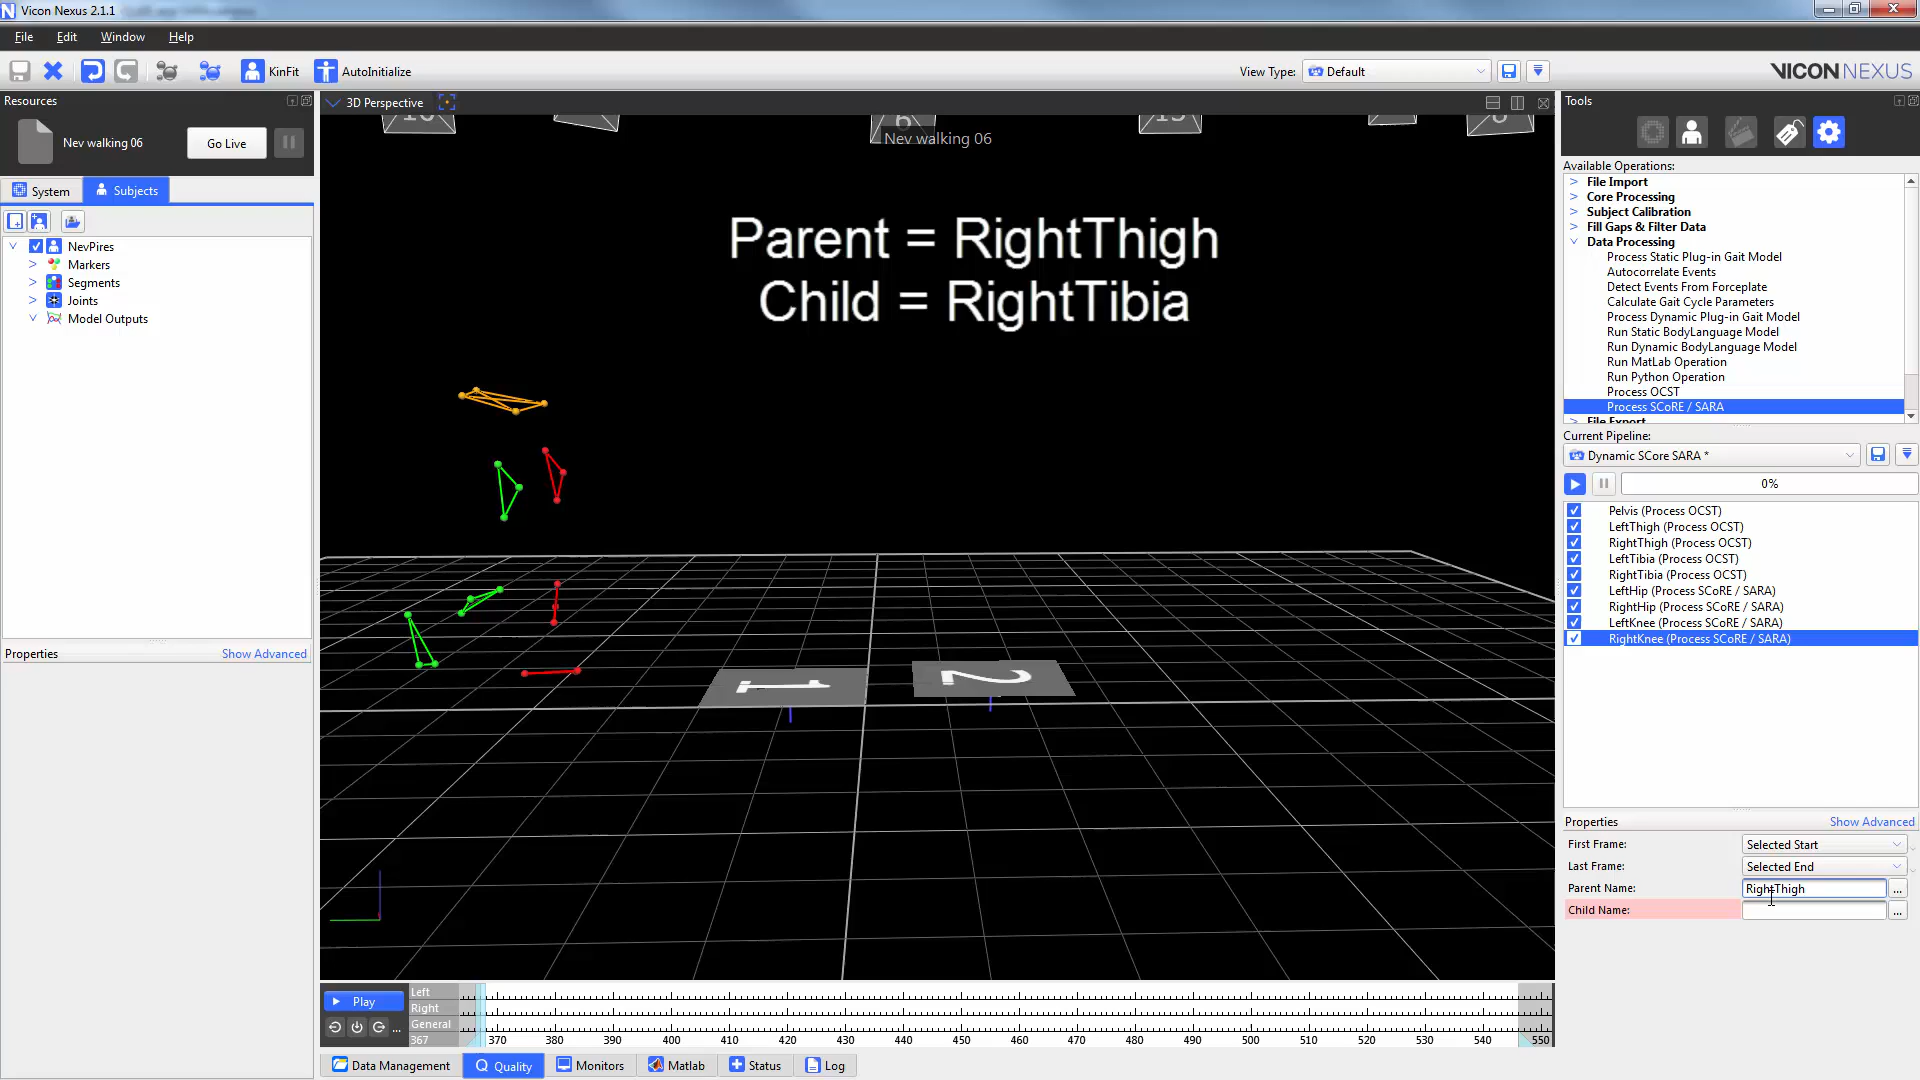 Vicon Nexus 2.1.1
File Edit Window Help
KinFit AutoInitialize
View Type: Default
VICON NEXUS
Resources
Nev walking 06
Go Live
System Subjects
NevPires
Markers
Segments
Joints
Model Outputs
Properties Show Advanced
3D Perspective
6
Nev walking 06
Parent = RightThigh
Child = RightTibia
1
2
Play
Left
Right
General
367
370 380 390 400 410 420 430 440 450 460 470 480 490 500 510 520 530 540 550
Data Management Quality Monitors Matlab Status Log
Tools
Available Operations:
File Import
Core Processing
Subject Calibration
Fill Gaps & Filter Data
Data Processing
Process Static Plug-in Gait Model
Autocorrelate Events
Detect Events From Forceplate
Calculate Gait Cycle Parameters
Process Dynamic Plug-in Gait Model
Run Static BodyLanguage Model
Run Dynamic BodyLanguage Model
Run MatLab Operation
Run Python Operation
Process OCST
Process SCoRE / SARA
File Export
Current Pipeline:
Dynamic SCore SARA *
0%
Pelvis (Process OCST)
LeftThigh (Process OCST)
RightThigh (Process OCST)
LeftTibia (Process OCST)
RightTibia (Process OCST)
LeftHip (Process SCoRE / SARA)
RightHip (Process SCoRE / SARA)
LeftKnee (Process SCoRE / SARA)
RightKnee (Process SCoRE / SARA)
Properties Show Advanced
First Frame: Selected Start
Last Frame: Selected End
Parent Name: RightThigh ...
Child Name: ...